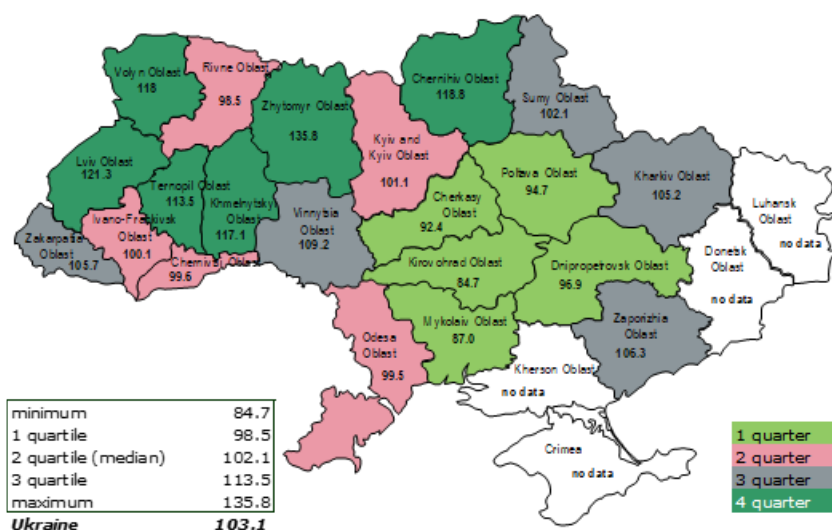 Volyn Oblast
118
Rivne Oblast
98.5
Zhytomyr Oblast
135.8
Kyiv and
Kyiv Oblast
101.1
Chernihiv Oblast
118.8
Sumy Oblast
102.1
Lviv Oblast
121.3
Ternopil Oblast
113.5
Khmelnytskyi
Oblast
117.1
Vinnytsia
Oblast
109.2
Cherkasy
Oblast
92.4
Poltava Oblast
94.7
Kharkiv Oblast
105.2
Luhansk
Oblast
no data
Donetsk
Oblast
no data
Zakarpattia
Oblast
105.7
Ivano-Frankivsk
Oblast
100.1
Chernivtsi Oblast
99.6
Kirovohrad Oblast
84.7
Dnipropetrovsk Oblast
96.9
Odesa
Oblast
99.5
Mykolaiv Oblast
87.0
Zaporizhia
Oblast
106.3
Kherson Oblast
no data
Crimea
no data
minimum 84.7
1 quartile 98.5
2 quartile (median) 102.1
3 quartile 113.5
maximum 135.8
Ukraine 103.1
1 quarter
2 quarter
3 quarter
4 quarter